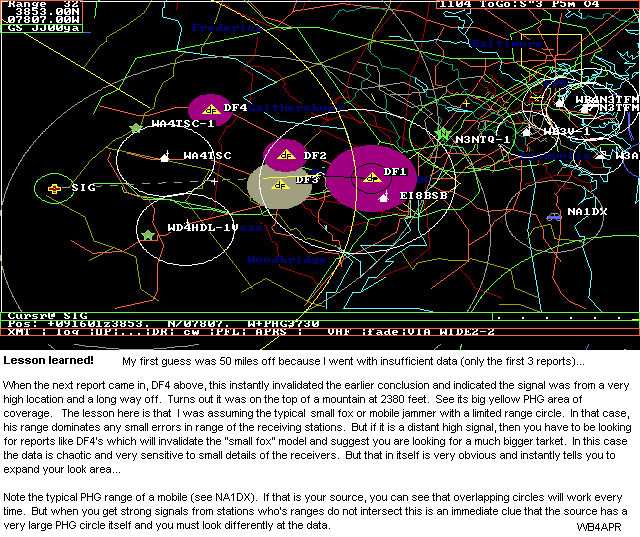 Range 32
3853.00N
07807.00W
GS JJ00ya
1104 ToGo:S^3 P5m O4
Frederick
Baltimore
DF4
Gaithersburg
WA4TSC-1
WA4TSC
DF2
DF3
DF1
N3NTQ-1
WB3V-1
WB4N3TFM
N3TFM
W3A
SIG
EI8BSB
NA1DX
WD4HDL-1V
Woodbridge
Cursr@ SIG
Pos: +091601z3853. N/07807. W+PHG3730
XMT : log :UP:...:DR: cw :PFL: APRS : VHF :fade:VIA WIDE2-2
Lesson learned! My first guess was 50 miles off because I went with insufficient data (only the first 3 reports)...
When the next report came in, DF4 above, this instantly invalidated the earlier conclusion and indicated the signal was from a very
high location and a long way off. Turns out it was on the top of a mountain at 2380 feet. See its big yellow PHG area of
coverage. The lesson here is that I was assuming the typical small fox or mobile jammer with a limited range circle. In that case,
his range dominates any small errors in range of the receiving stations. But if it is a distant high signal, then you have to be looking
for reports like DF4's which will invalidate the "small fox" model and suggest you are looking for a much bigger tarket. In this case
the data is chaotic and very sensitive to small details of the receivers. But that in itself is very obvious and instantly tells you to
expand your look area...
Note the typical PHG range of a mobile (see NA1DX). If that is your source, you can see that overlapping circles will work every
time. But when you get strong signals from stations who's ranges do not intersect this is an immediate clue that the source has a
very large PHG circle itself and you must look differently at the data. WB4APR